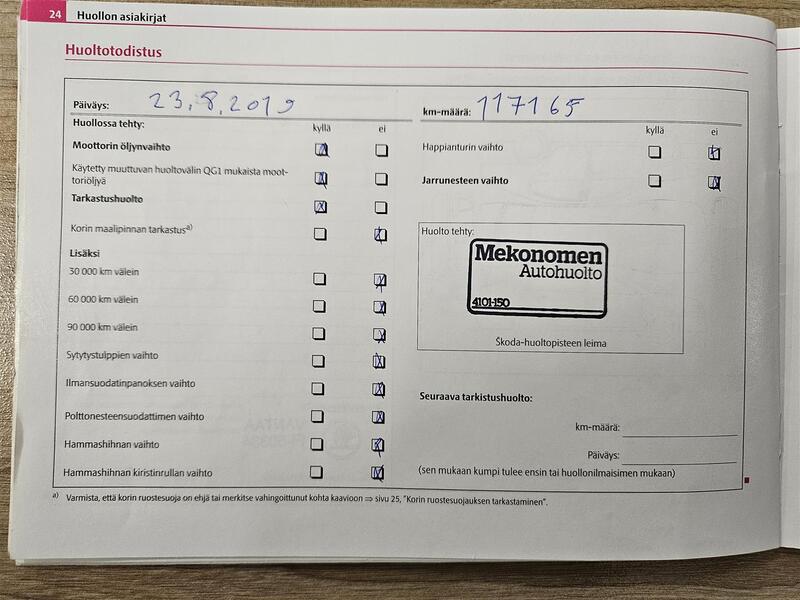 24 Huollon asiakirjat
Huoltotodistus
Päiväys: 23.8.2019
km-määrä: 117165
Huollossa tehty: kyllä ei
kyllä ei
Moottorin öljynvaihto
Happianturin vaihto
Käytetty muuttuvan huoltovälin QG1 mukaista moot-
toriöljyä
Jarrunesteen vaihto
Tarkastushuolto
Korin maalipinnan tarkastus a)
Lisäksi
30 000 km välein
60 000 km välein
90 000 km välein
Sytytystulppien vaihto
Ilmansuodatinpanoksen vaihto
Polttonesteensuodattimen vaihto
Hammashihnan vaihto
Hammashihnan kiristinrullan vaihto
Huolto tehty:
Mekonomen
Autohuolto
4101-150
Škoda-huoltopisteen leima
Seuraava tarkistushuolto:
km-määrä:
Päiväys:
(sen mukaan kumpi tulee ensin tai huollonilmaisimen mukaan)
a) Varmista, että korin ruostesuoja on ehjä tai merkitse vahingoittunut kohta kaavioon ⇒ sivu 25, "Korin ruostesuojauksen tarkastaminen".